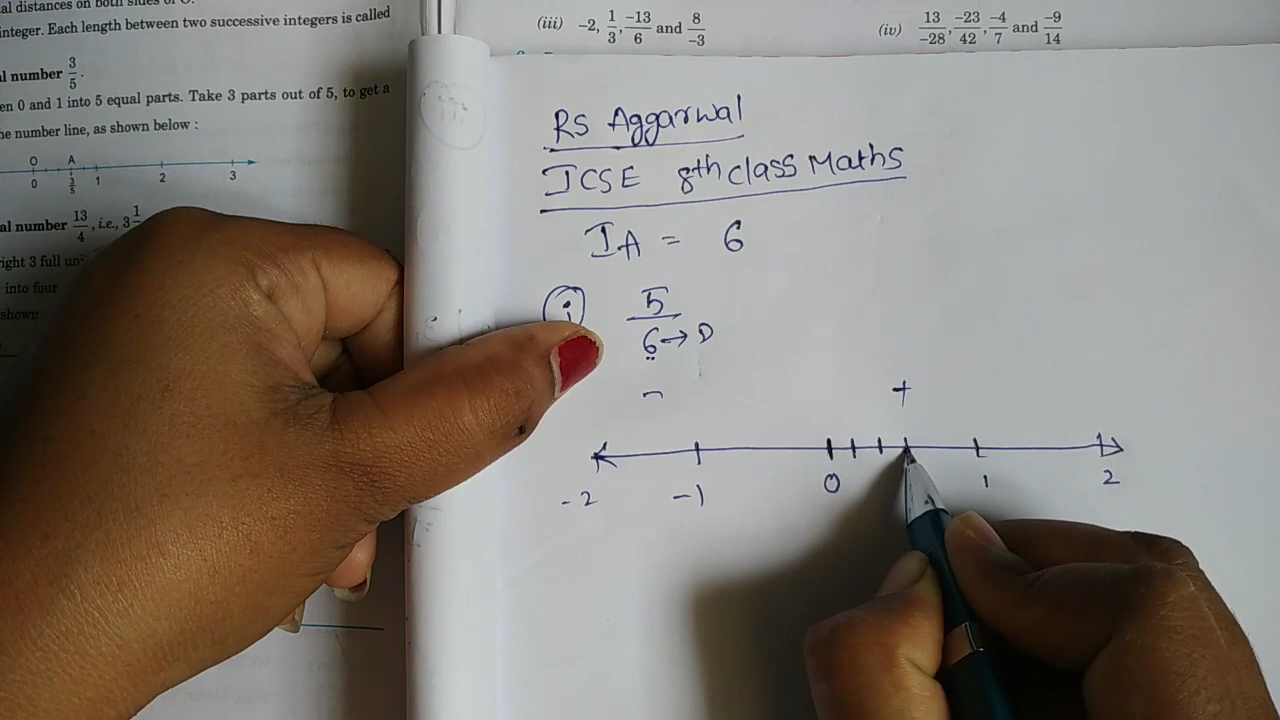 al distances on both sides of O.
integer. Each length between two successive integers is called
al number 3/5.
en 0 and 1 into 5 equal parts. Take 3 parts out of 5, to get a
he number line, as shown below :
O A
0 3/5 1 2 3
al number 13/4, i.e., 3 1
right 3 full
into four
shown
(iii) -2, 1/3, -13/6 and 8/-3
(iv) 13/-28, -23/42, -4/7 and -9/14
RS Aggarwal
ICSE 8th class Maths
IA = 6
i 5/6 → D
- +
-2 -1 0 1 2